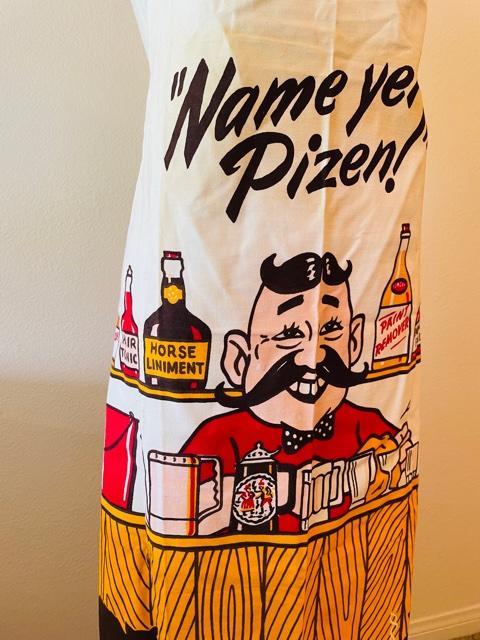 "Name yer
Pizen!"
HAIR
TONIC
HORSE
LINIMENT
PAINT
REMOVER